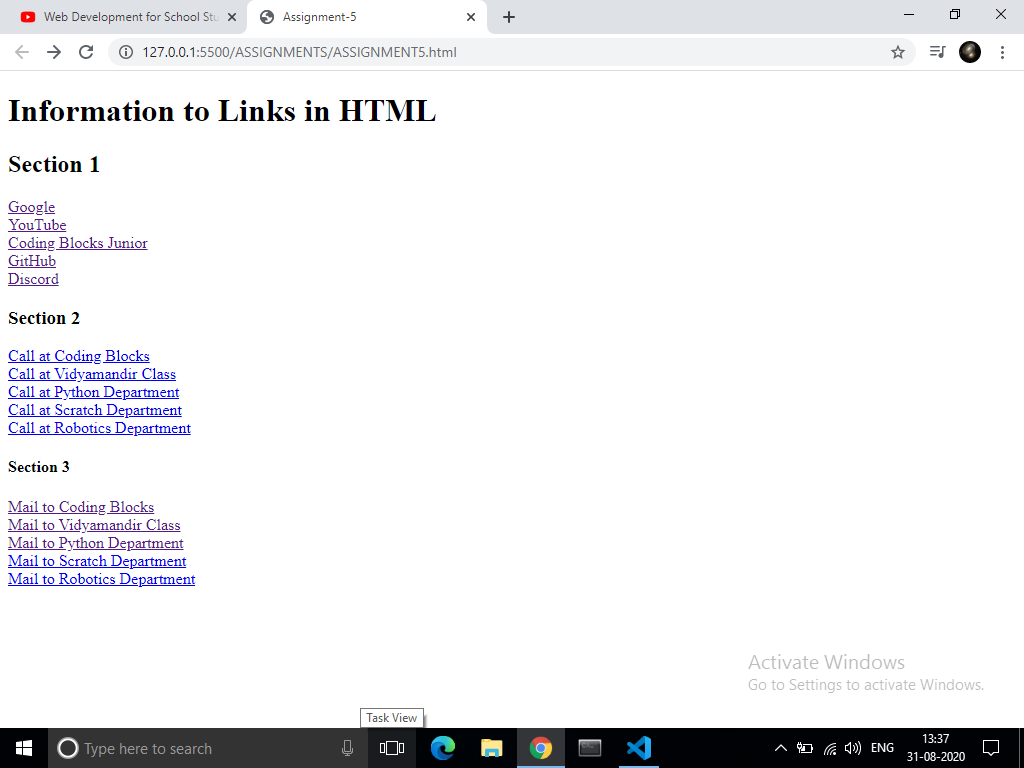 Web Development for School Stu
Assignment-5
127.0.0.1:5500/ASSIGNMENTS/ASSIGNMENT5.html
Information to Links in HTML
Section 1
Google
YouTube
Coding Blocks Junior
GitHub
Discord
Section 2
Call at Coding Blocks
Call at Vidyamandir Class
Call at Python Department
Call at Scratch Department
Call at Robotics Department
Section 3
Mail to Coding Blocks
Mail to Vidyamandir Class
Mail to Python Department
Mail to Scratch Department
Mail to Robotics Department
Activate Windows
Go to Settings to activate Windows.
Task View
Type here to search
ENG
13:37
31-08-2020